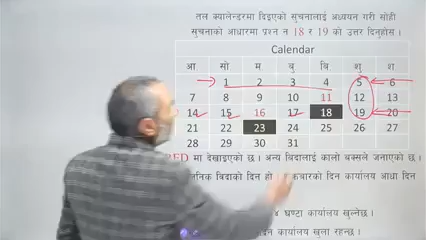 तल क्यालेन्डरमा दिइएको सूचनालाई अध्ययन गरी सोही
सूचनाको आधारमा प्रश्न न 18 र 19 को उत्तर दिनुहोस ।
Calendar
आ सो म बु बि शु श
1 2 3 4 5 6
7 8 9 10 11 12 13
14 15 16 17 18 19 20
21 22 23 24 25 26 27
28 29 30 31
RED मा देखाइएको छ । अन्य बिदालाई कालो बक्सले जनाएको छ ।
बिदाको दिन हो । दिन कार्यालय आधा दिन
४ घण्टा कार्यालय खुल्नेछ ।
कार्यालय खुला रहन्छ ।